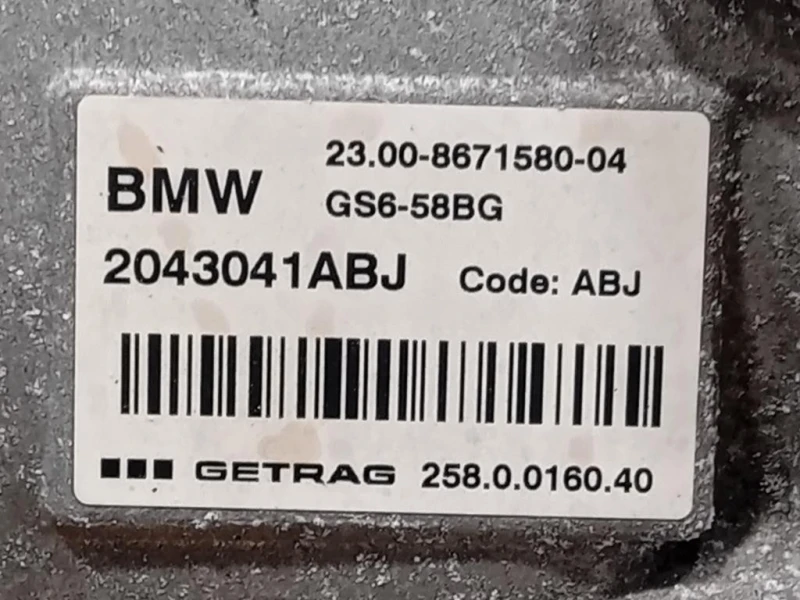 23.00-8671580-04
BMW
GS6-58BG
2043041ABJ Code: ABJ
GETRAG 258.0.0160.40